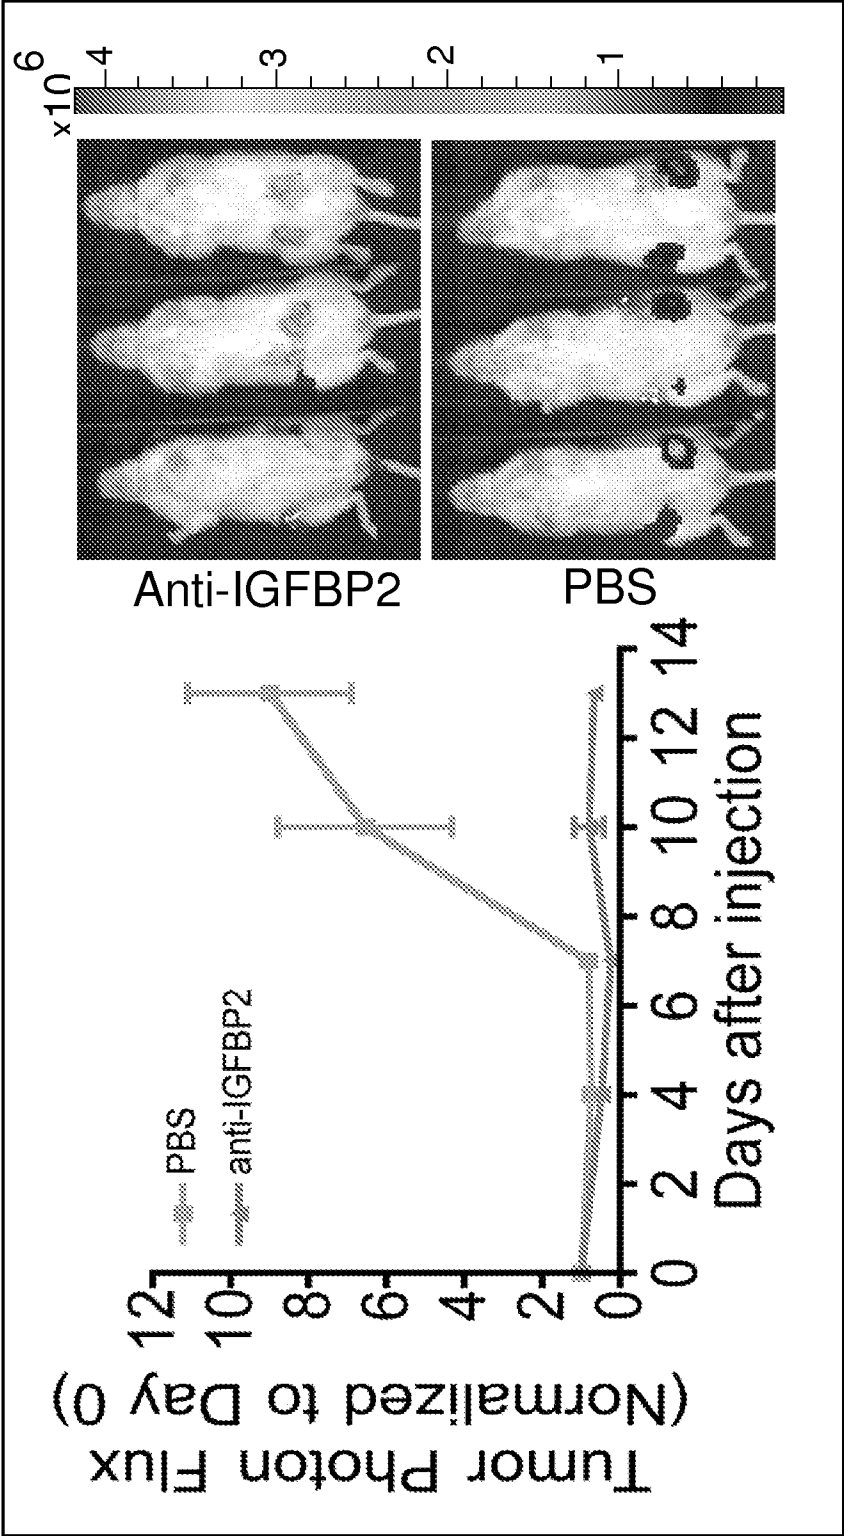 Tumor Photon Flux
(Normalized to Day 0)
12
10
8
6
4
2
0
PBS
anti-IGFBP2
0 2 4 6 8 10 12 14
Days after injection
Anti-IGFBP2
PBS
x10 6
4
3
2
1